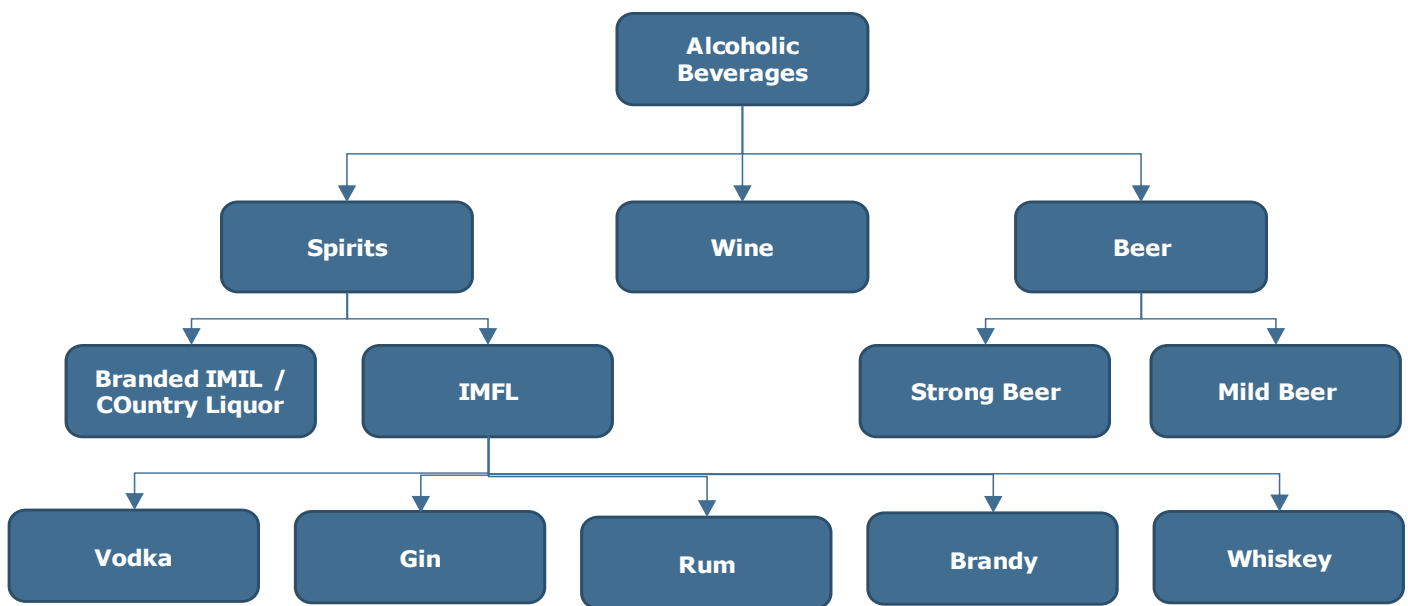 Alcoholic
Beverages
Spirits
Wine
Beer
Branded IMIL /
COuntry Liquor
IMFL
Strong Beer
Mild Beer
Vodka
Gin
Rum
Brandy
Whiskey